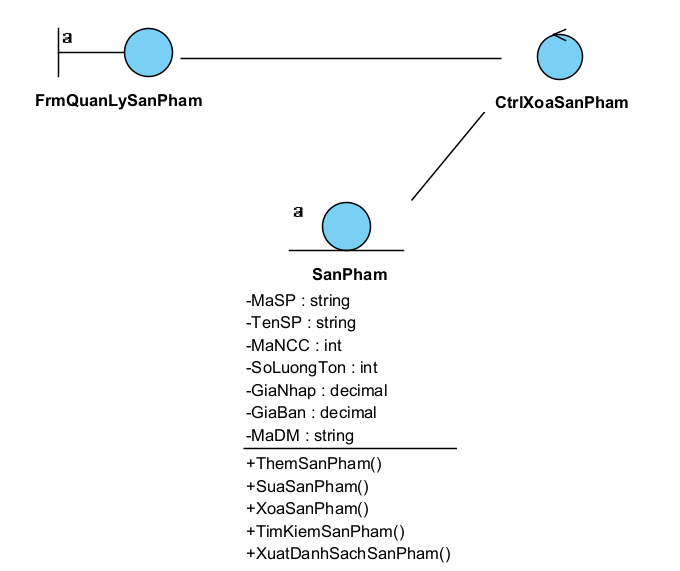 a
FrmQuanLySanPham
CtrlXoaSanPham
a
SanPham
-MaSP : string
-TenSP : string
-MaNCC : int
-SoLuongTon : int
-GiaNhap : decimal
-GiaBan : decimal
-MaDM : string
+ThemSanPham()
+SuaSanPham()
+XoaSanPham()
+TimKiemSanPham()
+XuatDanhSachSanPham()